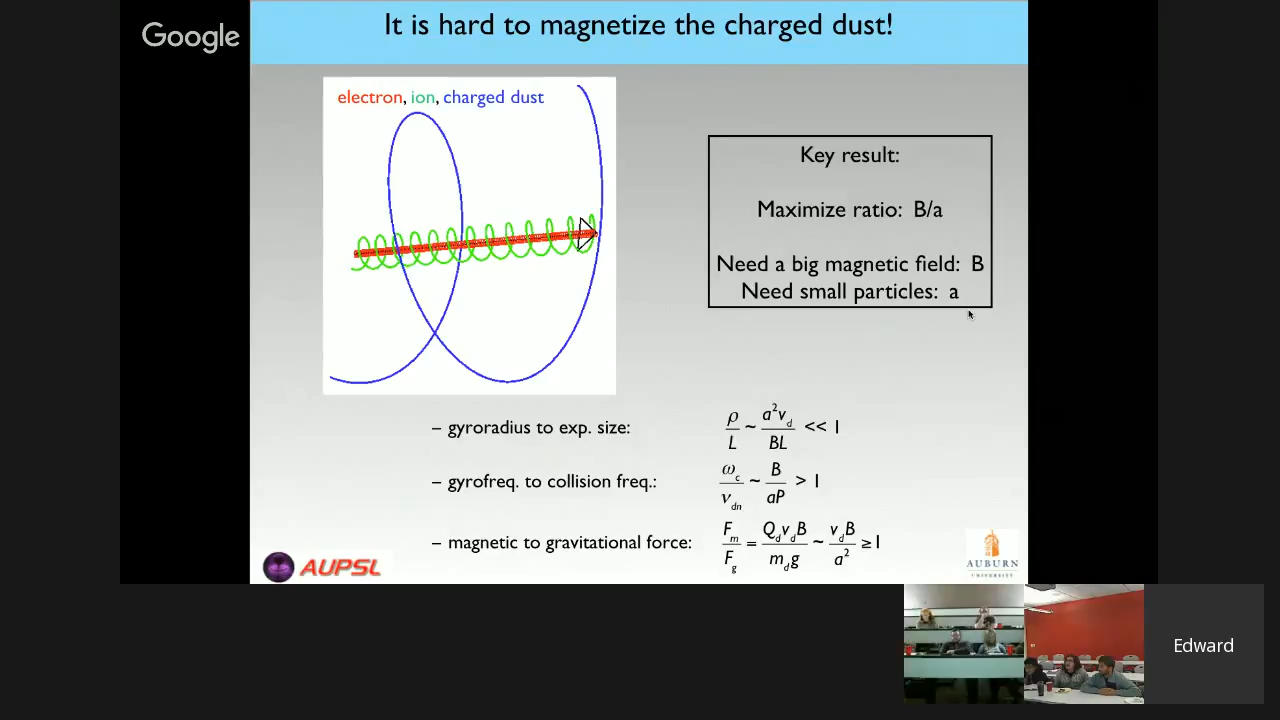 It is hard to magnetize the charged dust!
Google
electron, ion, charged dust
Key result:
Maximize ratio: B/a
Need a big magnetic field: B
Need small particles: a
– gyroradius to exp. size: ρ/L ~ a²v_d/BL << 1
– gyrofreq. to collision freq.: ω_c/ν_dn ~ B/aP > 1
– magnetic to gravitational force: F_m/F_g = Q_d v_d B/m_d g ~ v_d B/a² ≥ 1
AUPSL
AUBURN
UNIVERSITY
Edward